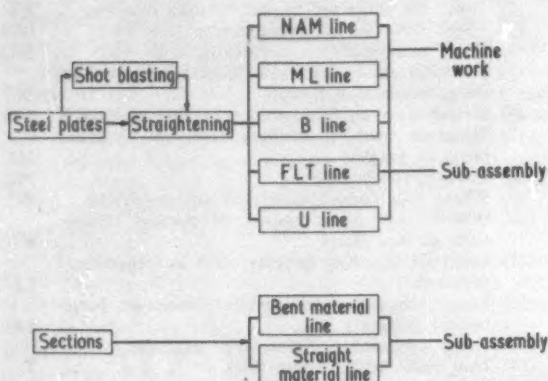 NAM line
Shot blasting
ML line
Machine
work
Steel plates
Straightening
B line
FLT line
Sub-assembly
U line
Bent material
line
Sections
Sub-assembly
Straight
material line